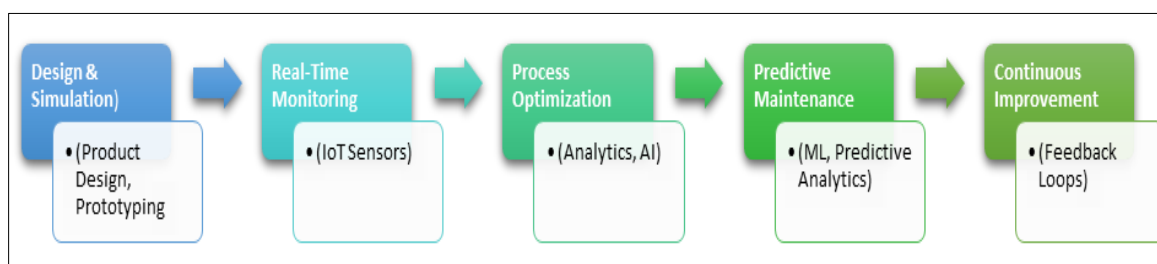 Design &
Simulation)
• (Product
Design,
Prototyping
Real-Time
Monitoring
• (IoT Sensors)
Process
Optimization
• (Analytics, AI)
Predictive
Maintenance
• (ML, Predictive
Analytics)
Continuous
Improvement
• (Feedback
Loops)